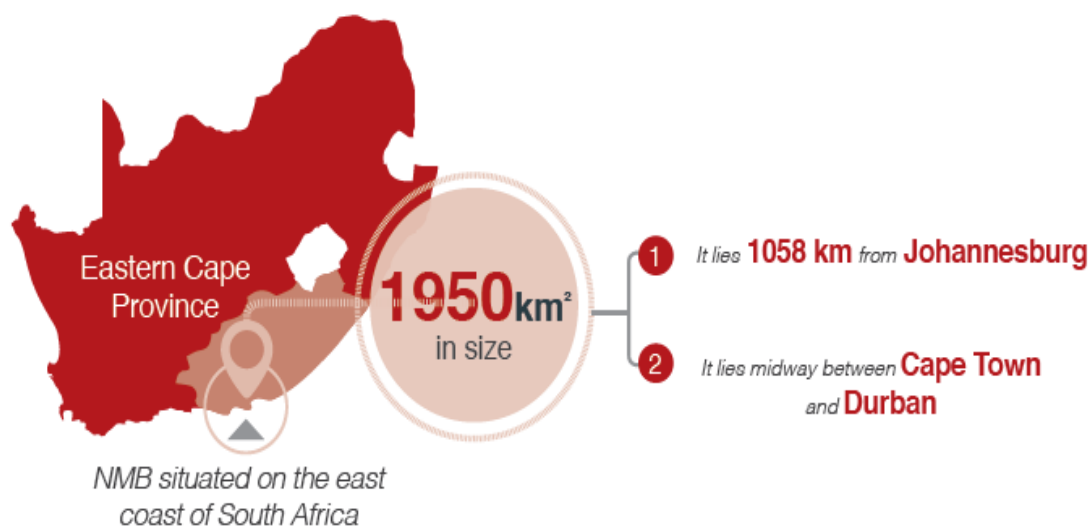 Eastern Cape
Province
1950km²
in size
1 It lies 1058 km from Johannesburg
2 It lies midway between Cape Town
and Durban
NMB situated on the east
coast of South Africa